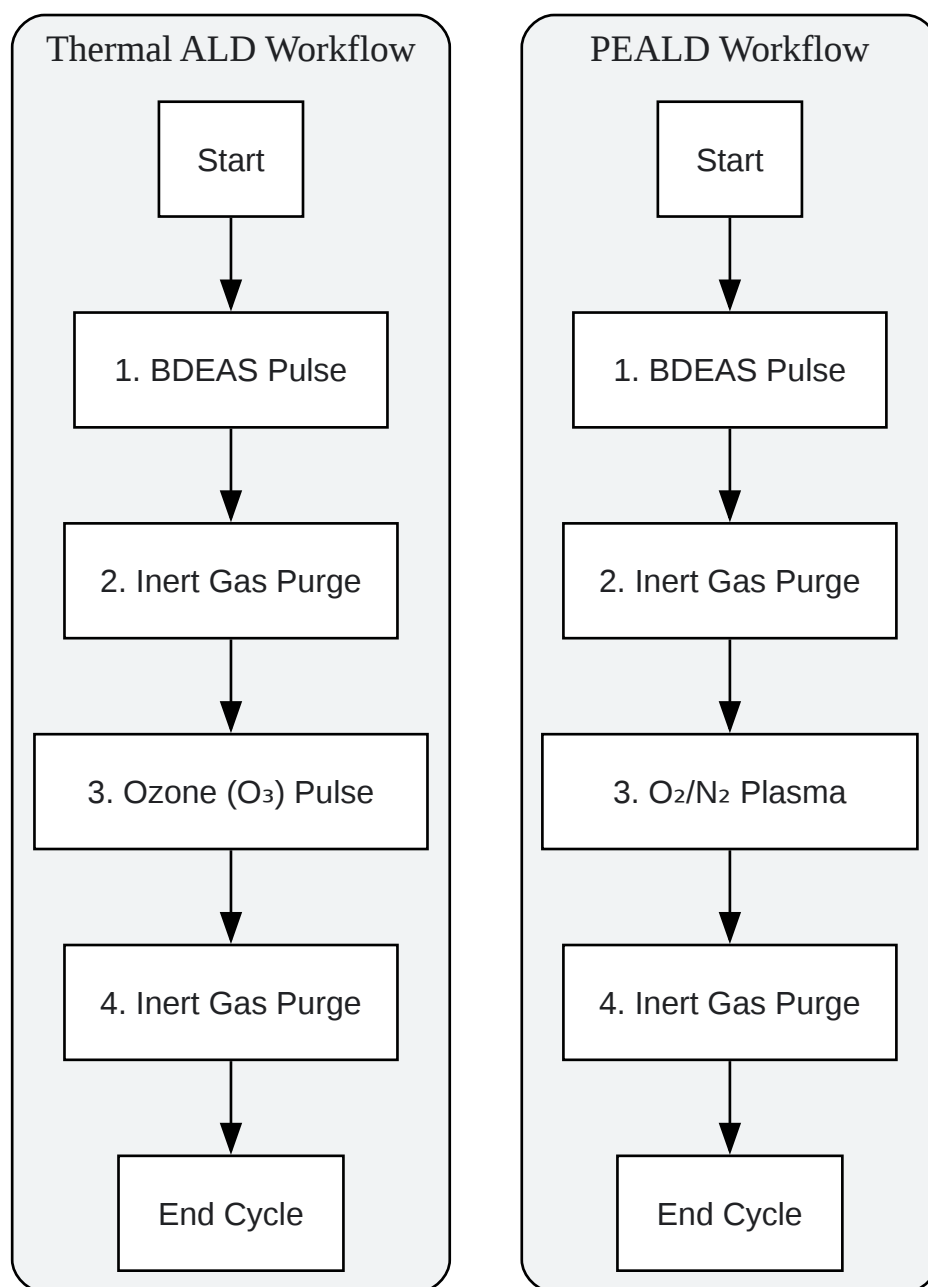 Thermal ALD Workflow
Start
1. BDEAS Pulse
2. Inert Gas Purge
3. Ozone (O₃) Pulse
4. Inert Gas Purge
End Cycle
PEALD Workflow
Start
1. BDEAS Pulse
2. Inert Gas Purge
3. O₂/N₂ Plasma
4. Inert Gas Purge
End Cycle